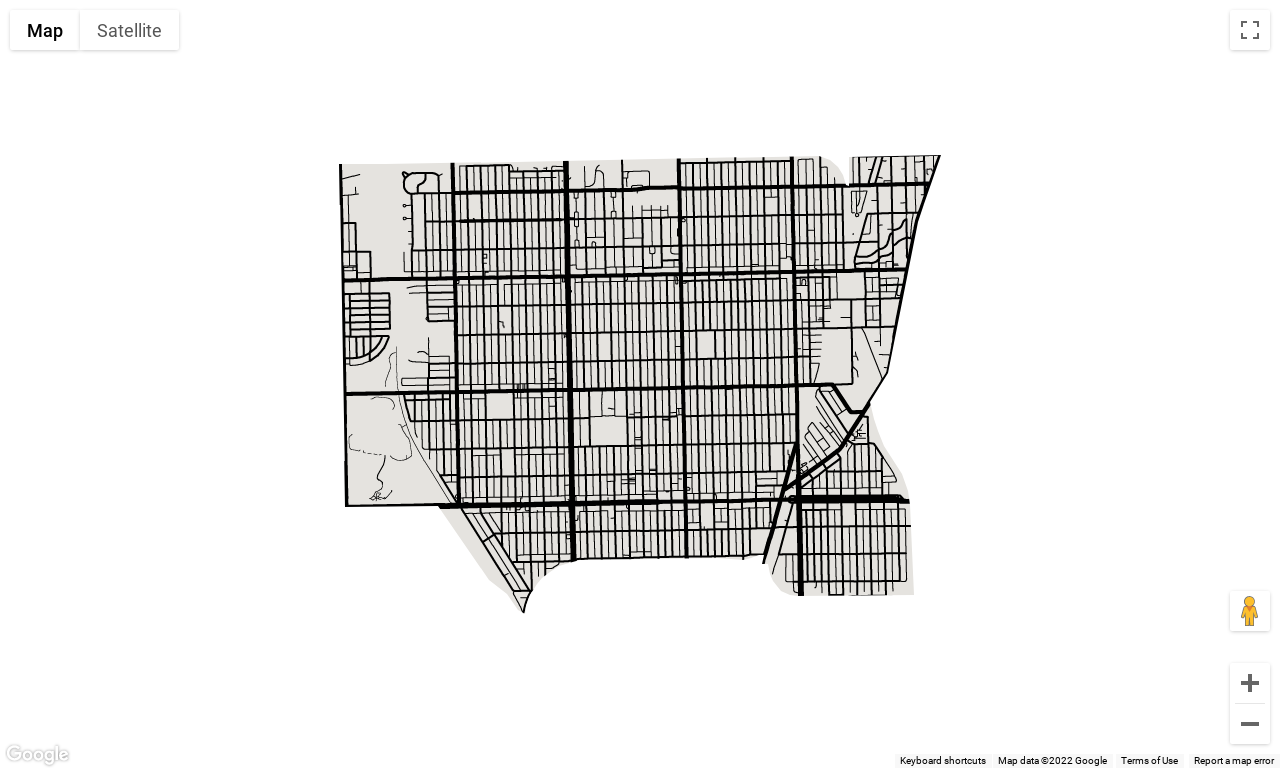 Map Satellite
Google
Keyboard shortcuts Map data ©2022 Google Terms of Use Report a map error